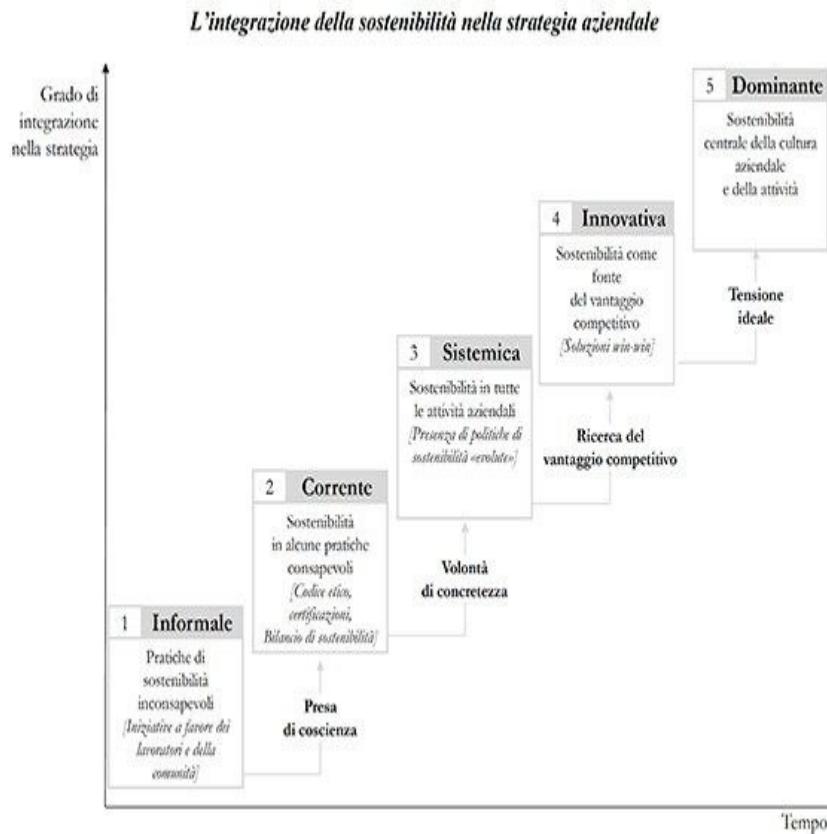 L'integrazione della sostenibilità nella strategia aziendale
Grado di
integrazione
nella strategia
5 Dominante
Sostenibilità
centrale della cultura
aziendale
e della attività
4 Innovativa
Sostenibilità come
fonte
del vantaggio
competitivo
[Soluzioni win-win]
Tensione
ideale
3 Sistemica
Sostenibilità in tutte
le attività aziendali
[Presenza di politiche di
sostenibilità «evolute»]
Ricerca del
vantaggio competitivo
2 Corrente
Sostenibilità
in alcune pratiche
consapevoli
[Codice etico,
certificazioni,
Bilancio di sostenibilità]
Volontà
di concretezza
1 Informale
Pratiche di
sostenibilità
inconsapevoli
[Iniziative a favore dei
lavoratori e della
comunità]
Presa
di coscienza
Tempo